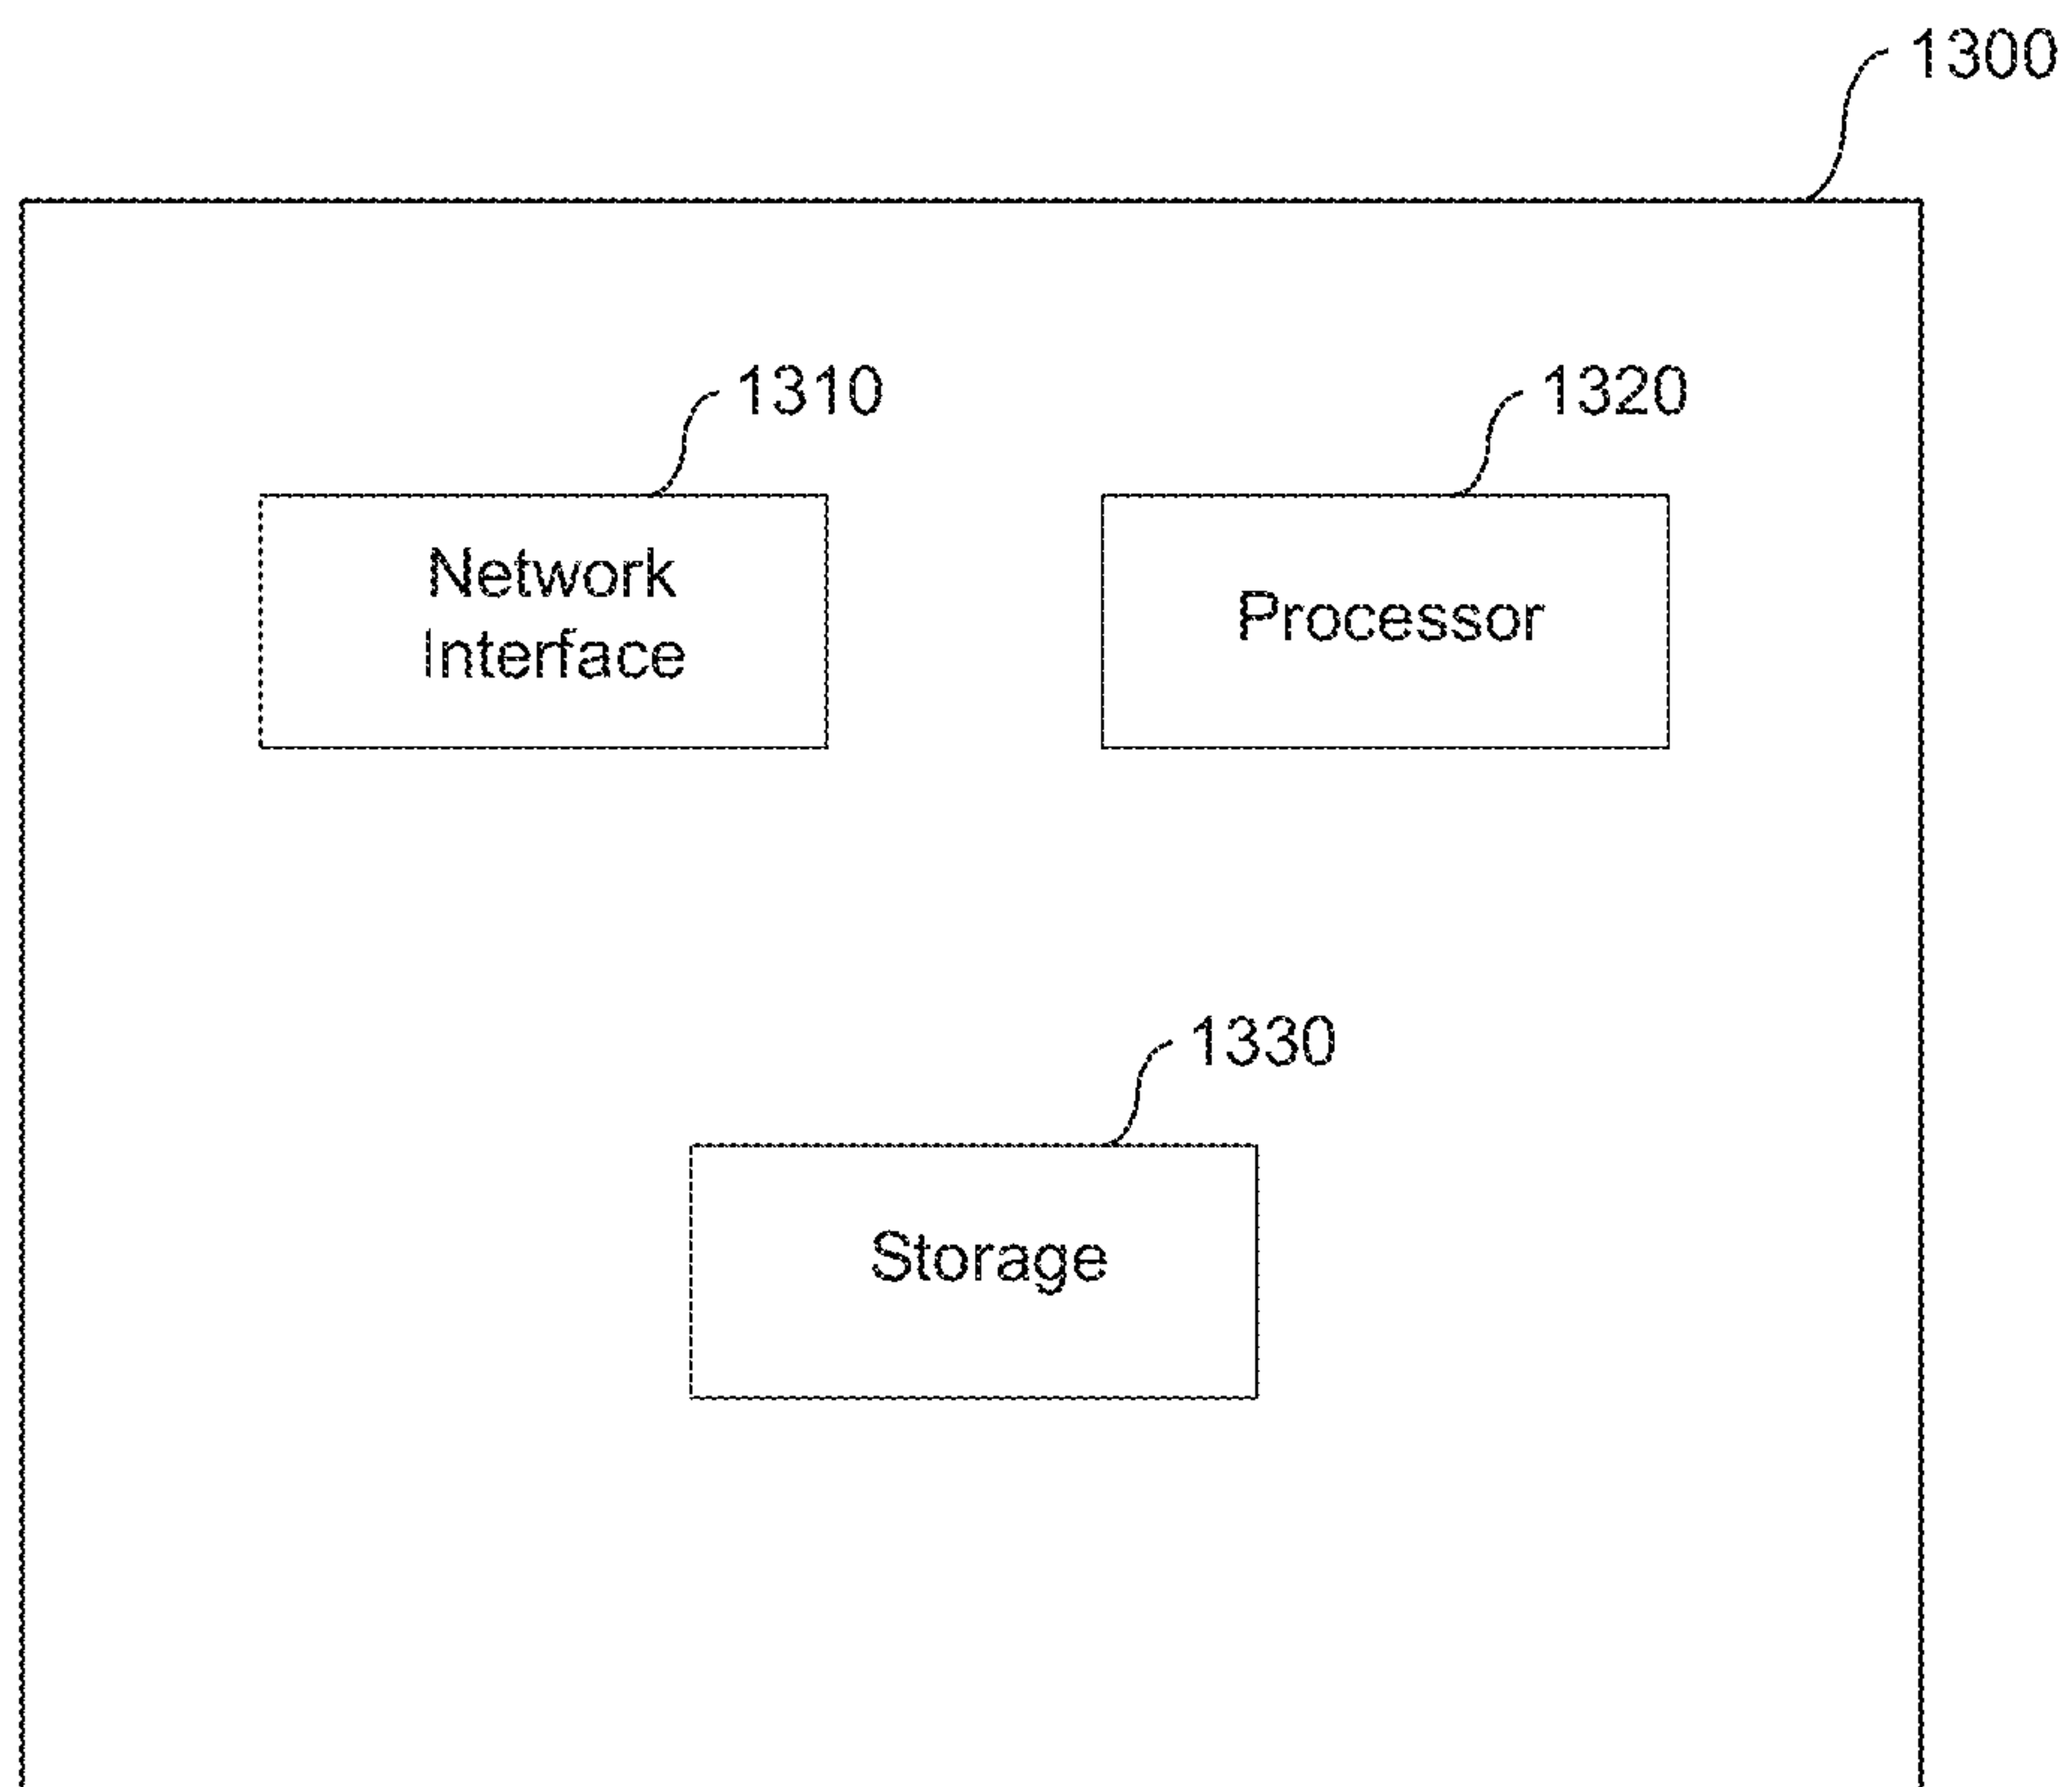 1300
1310
1320
Network
Interface
Processor
1330
Storage